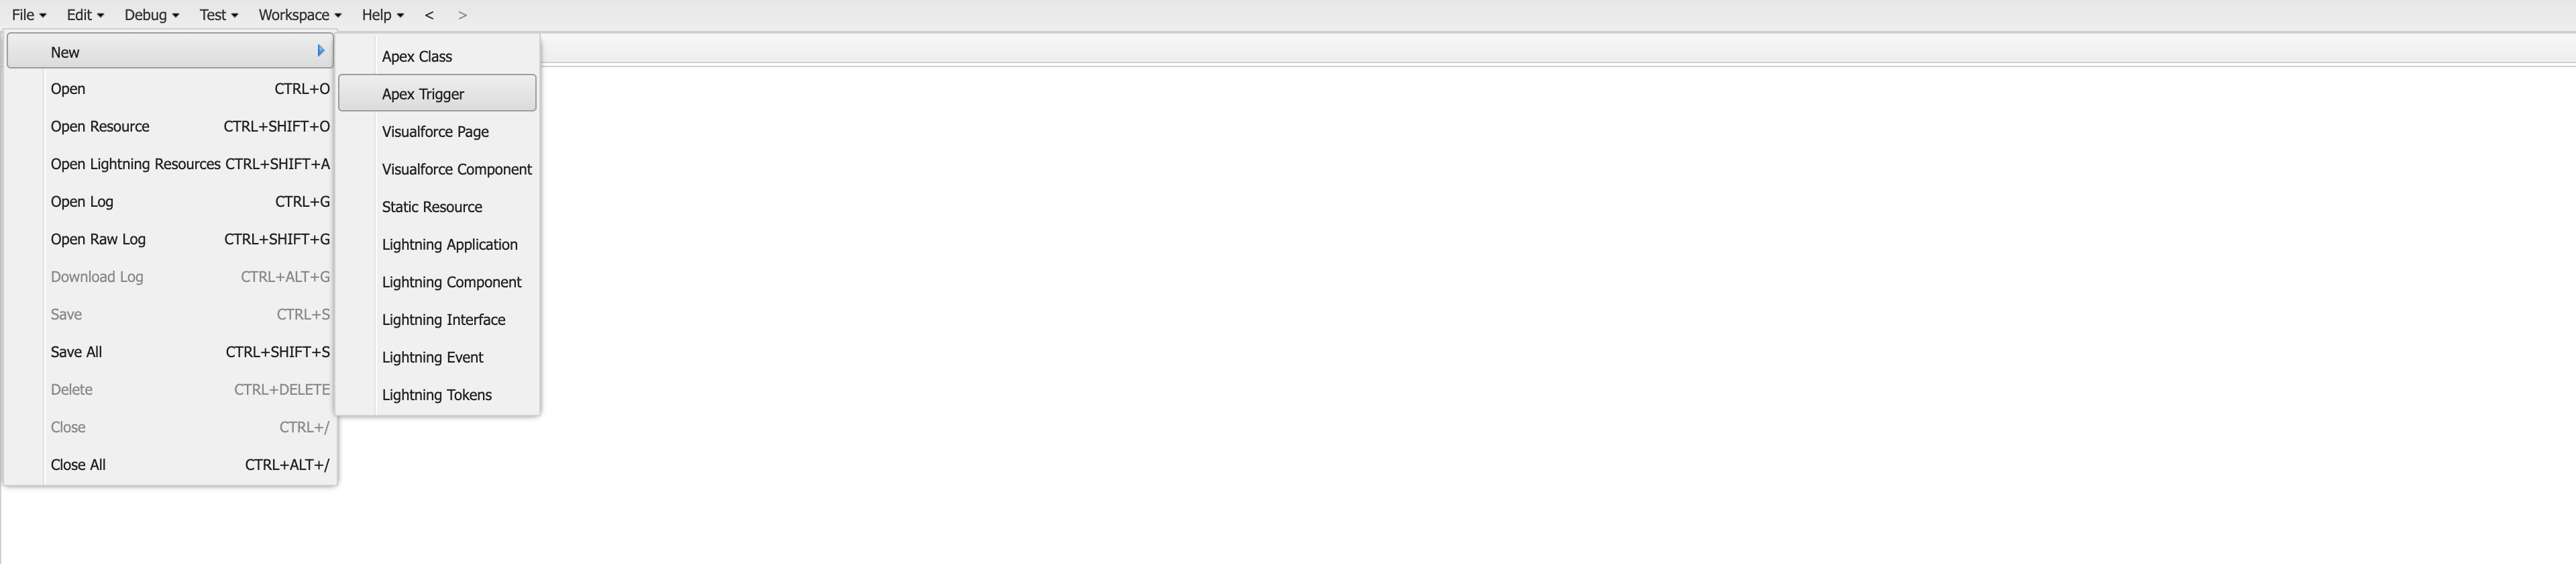 File Edit Debug Test Workspace Help < >
New
Open CTRL+O
Open Resource CTRL+SHIFT+O
Open Lightning Resources CTRL+SHIFT+A
Open Log CTRL+G
Open Raw Log CTRL+SHIFT+G
Download Log CTRL+ALT+G
Save CTRL+S
Save All CTRL+SHIFT+S
Delete CTRL+DELETE
Close CTRL+/
Close All CTRL+ALT+/
Apex Class
Apex Trigger
Visualforce Page
Visualforce Component
Static Resource
Lightning Application
Lightning Component
Lightning Interface
Lightning Event
Lightning Tokens